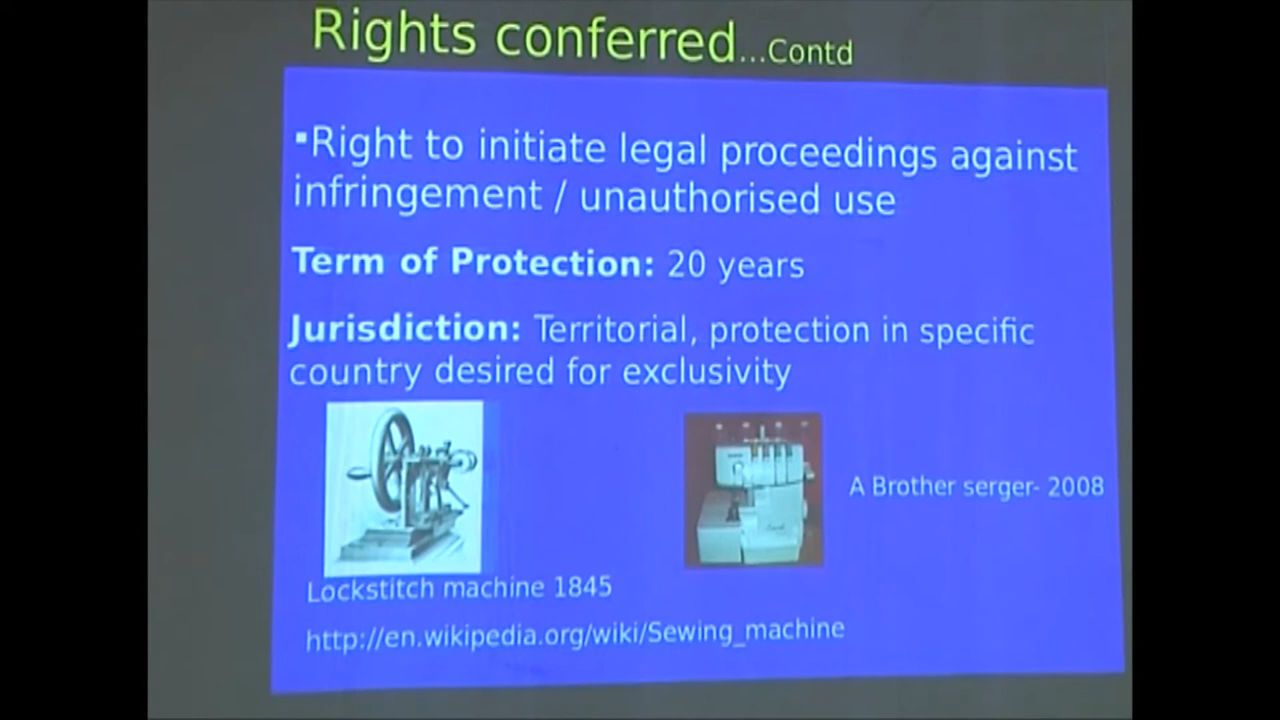 Rights conferred...Contd
▪Right to initiate legal proceedings against
infringement / unauthorised use
Term of Protection: 20 years
Jurisdiction: Territorial, protection in specific
country desired for exclusivity
A Brother serger- 2008
Lockstitch machine 1845
http://en.wikipedia.org/wiki/Sewing_machine